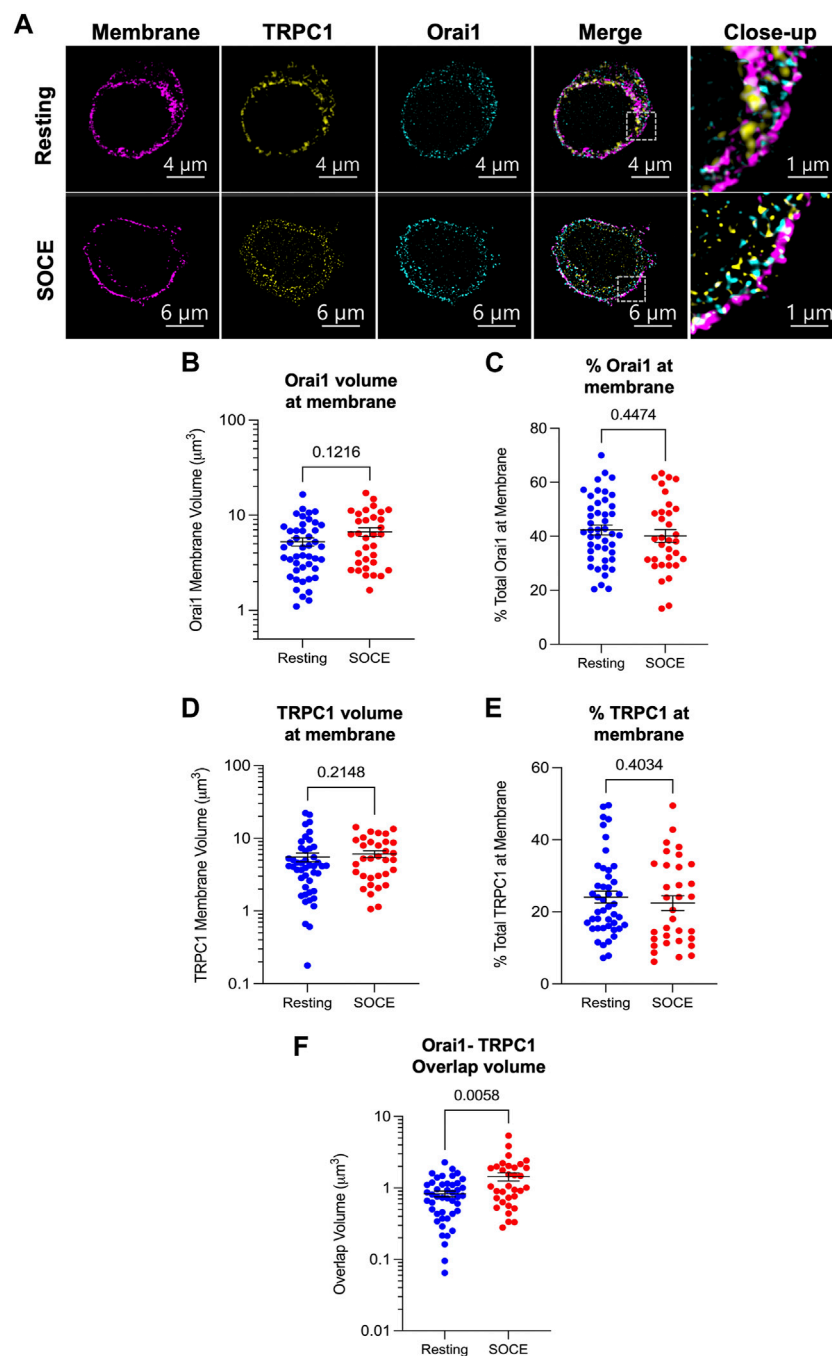 A
Membrane TRPC1 Orai1 Merge Close-up
Resting
4 µm 4 µm 4 µm 4 µm 1 µm
SOCE
6 µm 6 µm 6 µm 6 µm 1 µm
B
Orai1 volume
at membrane
Orai1 Membrane Volume (µm³)
100
10
1
0.1216
Resting SOCE
C
% Orai1 at
membrane
% Total Orai1 at Membrane
80
60
40
20
0
0.4474
Resting SOCE
D
TRPC1 volume
at membrane
TRPC1 Membrane Volume (µm³)
100
10
1
0.1
0.2148
Resting SOCE
E
% TRPC1 at
membrane
% Total TRPC1 at Membrane
60
40
20
0
0.4034
Resting SOCE
F
Orai1- TRPC1
Overlap volume
Overlap Volume (µm³)
10
1
0.1
0.01
0.0058
Resting SOCE